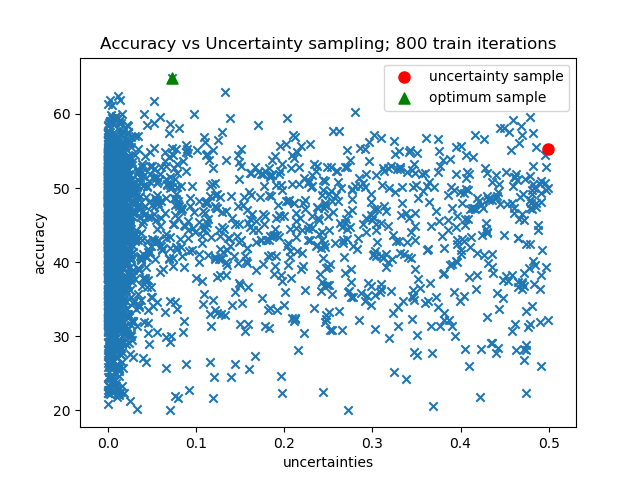 Accuracy vs Uncertainty sampling; 800 train iterations
uncertainty sample
optimum sample
accuracy
60
50
40
30
20
0.0 0.1 0.2 0.3 0.4 0.5
uncertainties